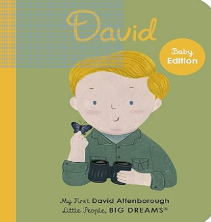 David
Baby
Edition
My First David Attenborough
Little People, BIG DREAMS®